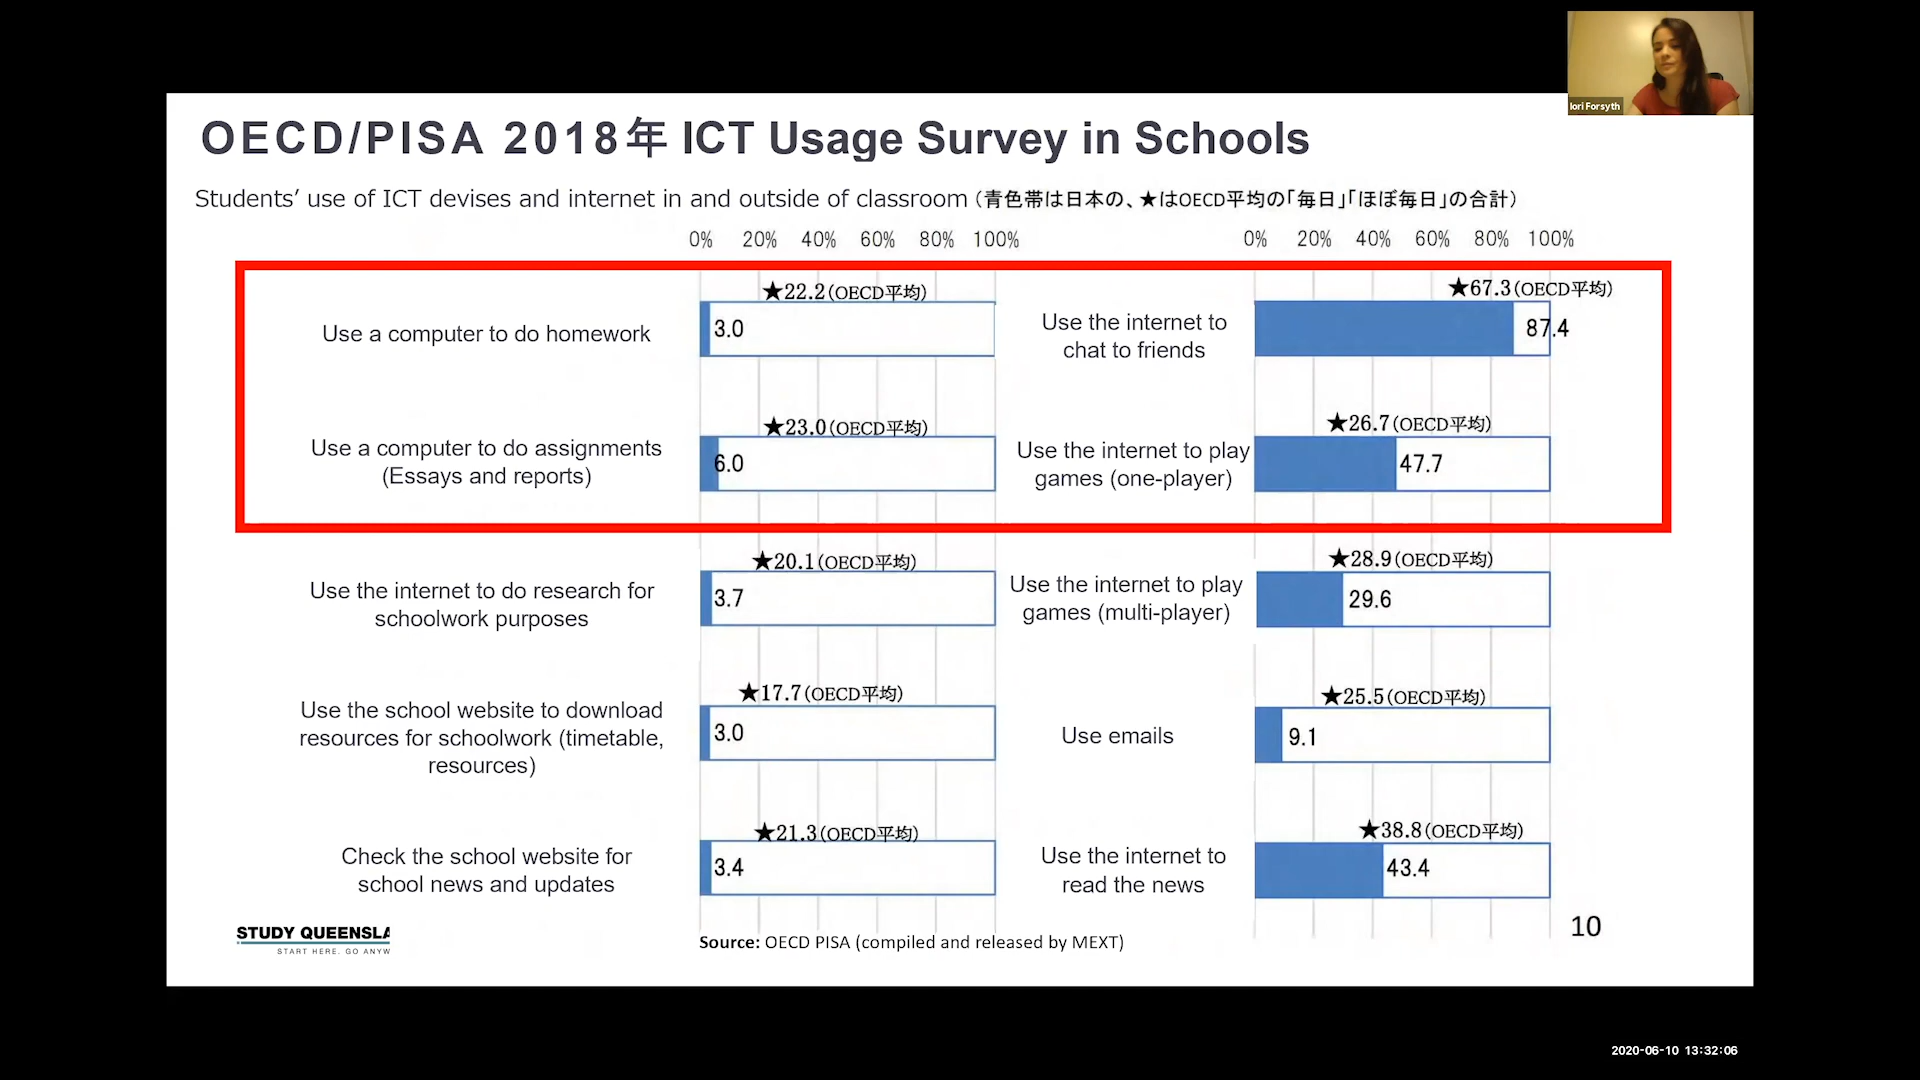 Iori Forsyth
OECD/PISA 2018年 ICT Usage Survey in Schools
Students’ use of ICT devises and internet in and outside of classroom (青色帯は日本の、★はOECD平均の「毎日」「ほぼ毎日」の合計)
0% 20% 40% 60% 80% 100%
0% 20% 40% 60% 80% 100%
Use a computer to do homework
★22.2(OECD平均)
3.0
Use the internet to
chat to friends
★67.3(OECD平均)
87.4
Use a computer to do assignments
(Essays and reports)
★23.0(OECD平均)
6.0
Use the internet to play
games (one-player)
★26.7(OECD平均)
47.7
Use the internet to do research for
schoolwork purposes
★20.1(OECD平均)
3.7
Use the internet to play
games (multi-player)
★28.9(OECD平均)
29.6
Use the school website to download
resources for schoolwork (timetable,
resources)
★17.7(OECD平均)
3.0
Use emails
★25.5(OECD平均)
9.1
Check the school website for
school news and updates
★21.3(OECD平均)
3.4
Use the internet to
read the news
★38.8(OECD平均)
43.4
STUDY QUEENSLA
START HERE. GO ANYW
Source: OECD PISA (compiled and released by MEXT)
10
2020-06-10 13:32:06